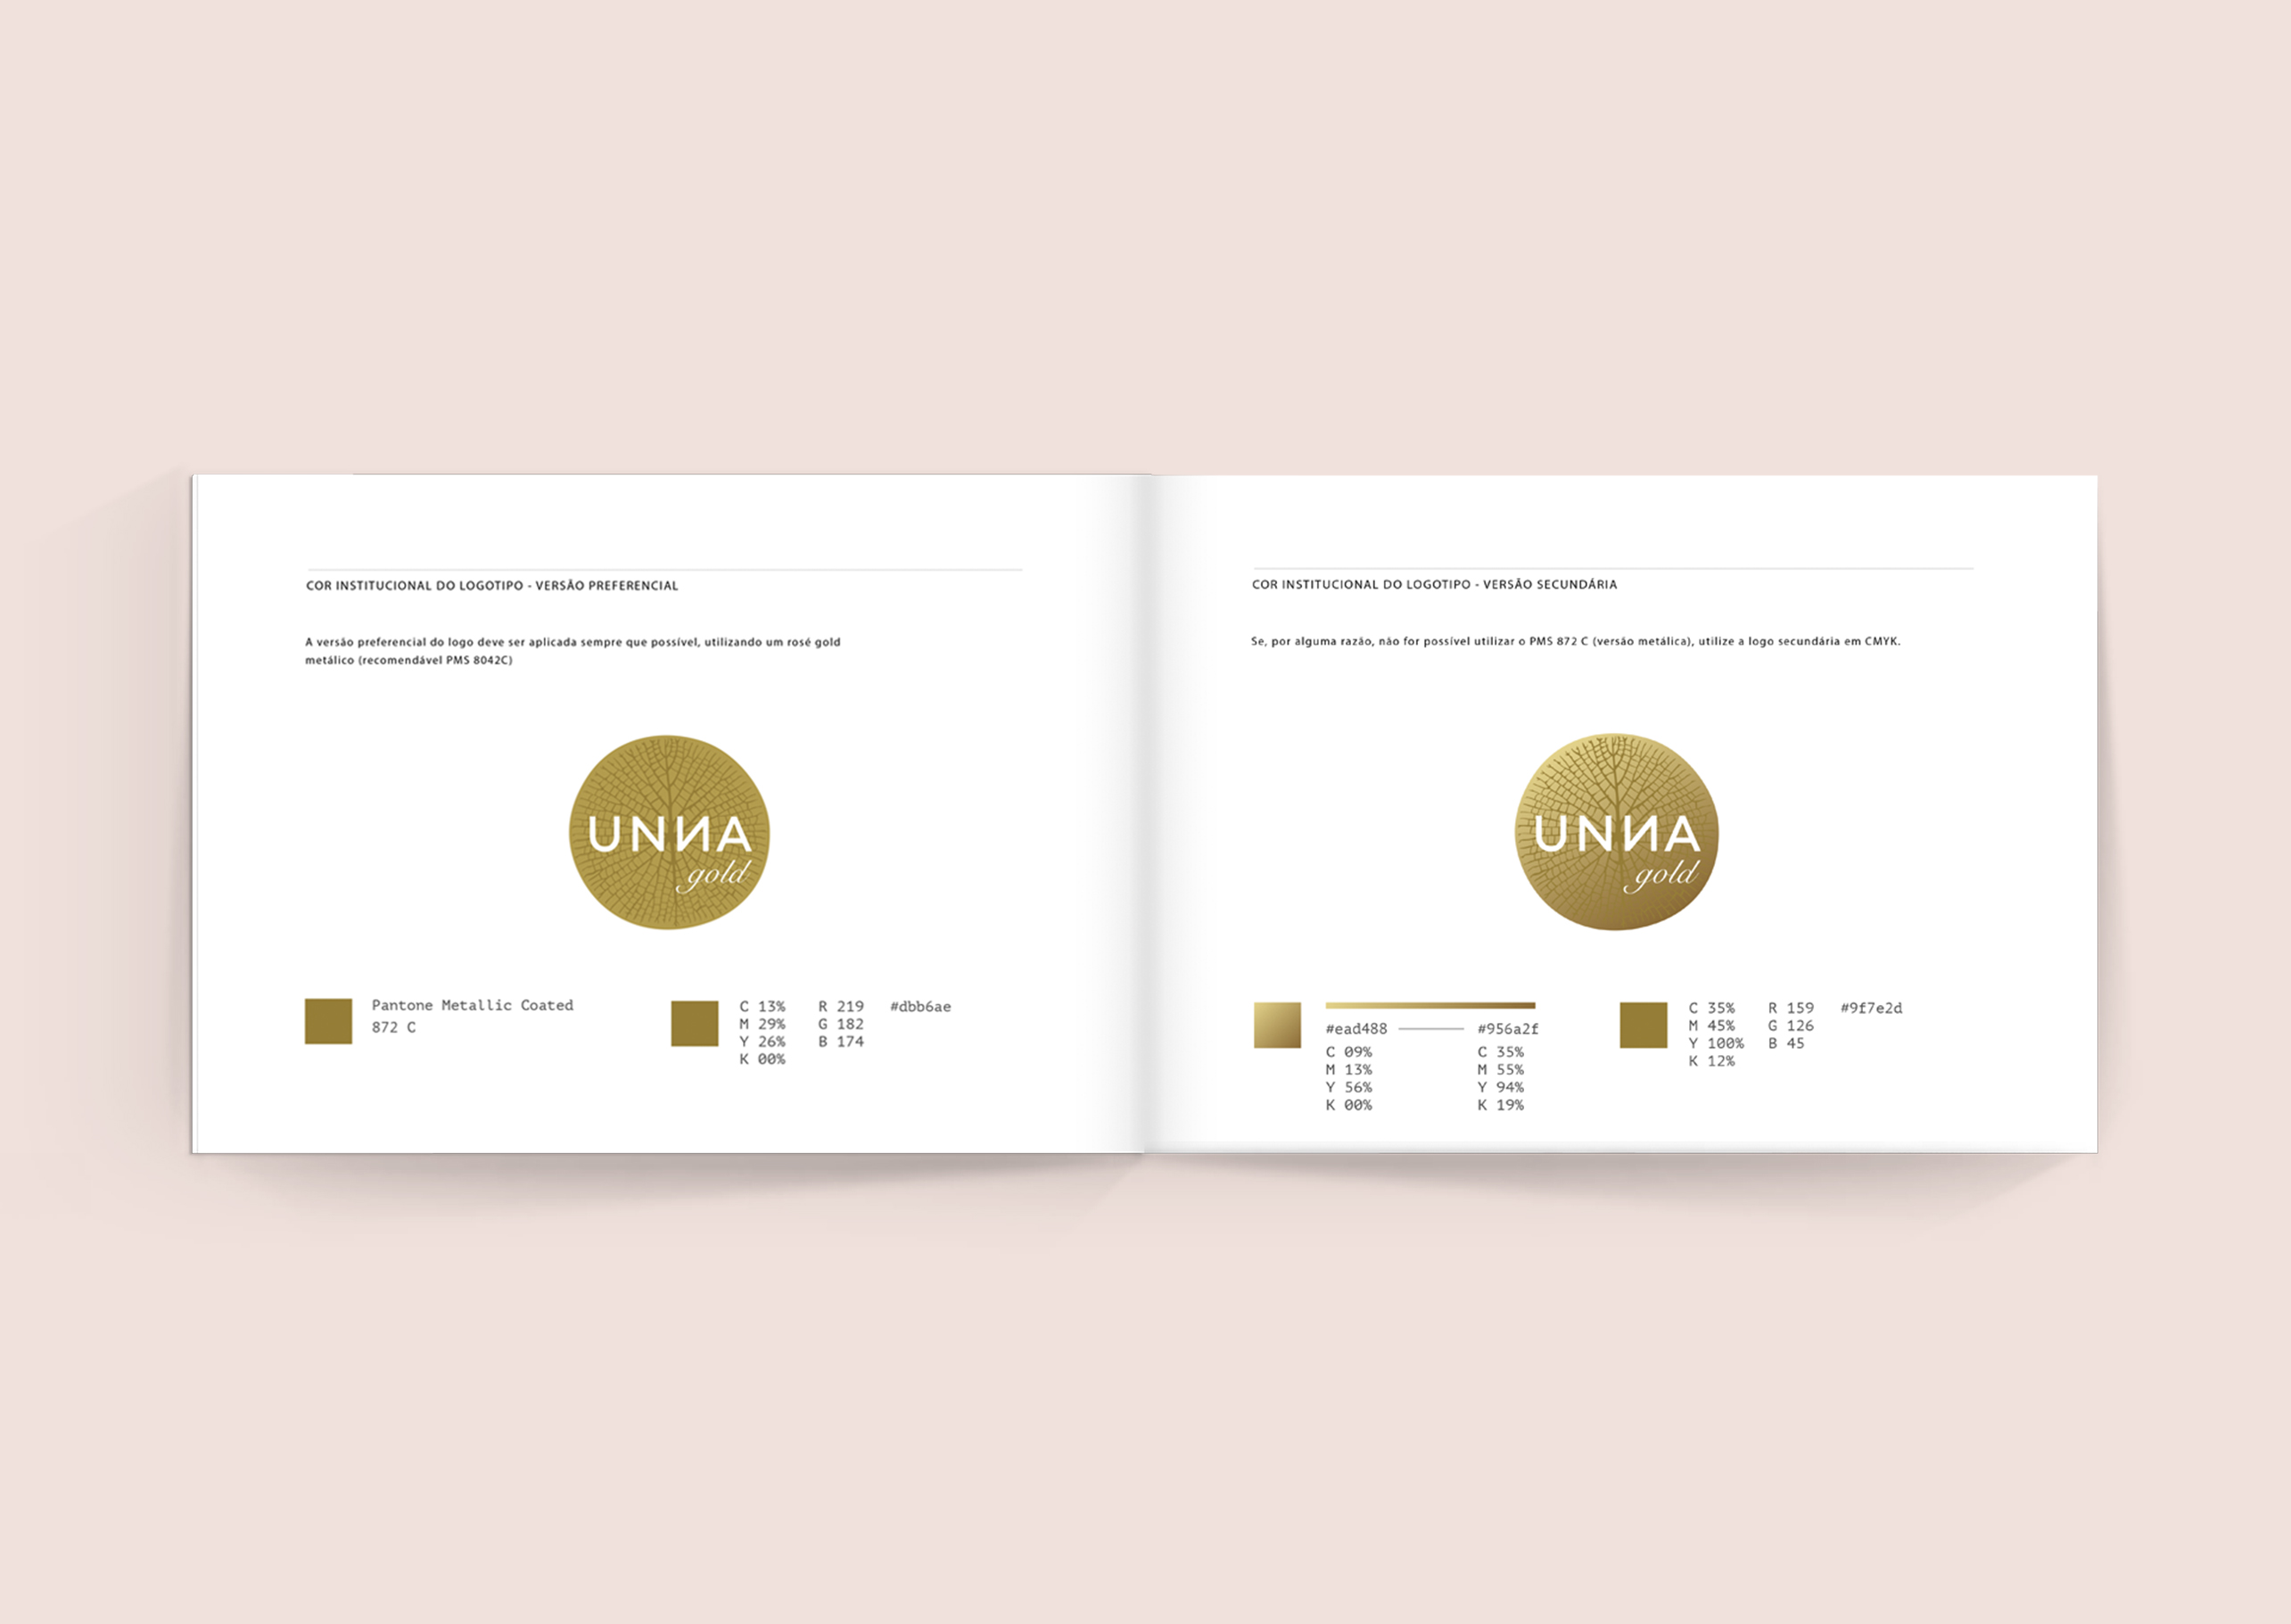 COR INSTITUCIONAL DO LOGOTIPO - VERSÃO PREFERENCIAL
A versão preferencial do logo deve ser aplicada sempre que possível, utilizando um rosé gold
metálico (recomendável PMS 8042C)
UNИA
gold
Pantone Metallic Coated
872 C
C 13% R 219 #dbb6ae
M 29% G 182
Y 26% B 174
K 00%
COR INSTITUCIONAL DO LOGOTIPO - VERSÃO SECUNDÁRIA
Se, por alguma razão, não for possível utilizar o PMS 872 C (versão metálica), utilize a logo secundária em CMYK.
UNИA
gold
#ead488 #956a2f
C 09% C 35%
M 13% M 55%
Y 56% Y 94%
K 00% K 19%
C 35% R 159 #9f7e2d
M 45% G 126
Y 100% B 45
K 12%